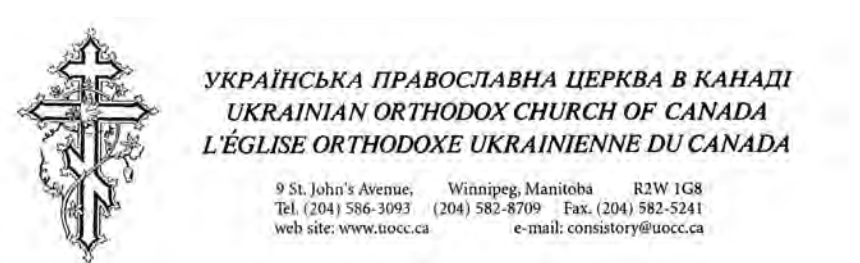 УКРАЇНСЬКА ПРАВОСЛАВНА ЦЕРКВА В КАНАДІ
UKRAINIAN ORTHODOX CHURCH OF CANADA
L'ÉGLISE ORTHODOXE UKRAINIENNE DU CANADA
9 St. John's Avenue, Winnipeg, Manitoba R2W 1G8
Tel. (204) 586-3093 (204) 582-8709 Fax. (204) 582-5241
web site: www.uocc.ca e-mail: consistory@uocc.ca